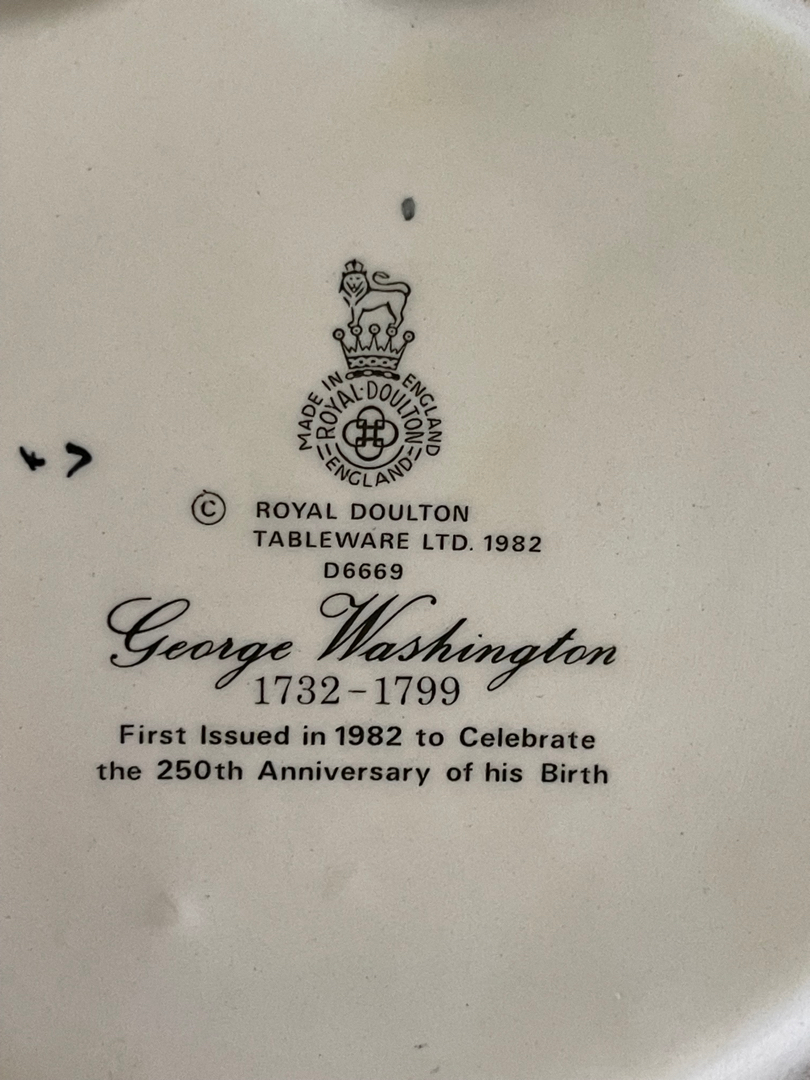 MADE IN ENGLAND
ROYAL·DOULTON
ENGLAND
© ROYAL DOULTON
TABLEWARE LTD. 1982
D6669
George Washington
1732–1799
First Issued in 1982 to Celebrate
the 250th Anniversary of his Birth